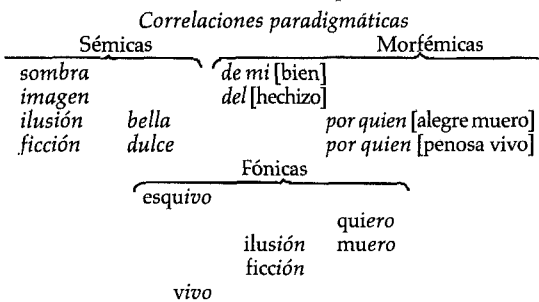 Correlaciones paradigmáticas
Sémicas Morfémicas
sombra de mi [bien]
imagen del [hechizo]
ilusión bella por quien [alegre muero]
ficción dulce por quien [penosa vivo]
Fónicas
esquivo
quiero
ilusión muero
ficción
vivo